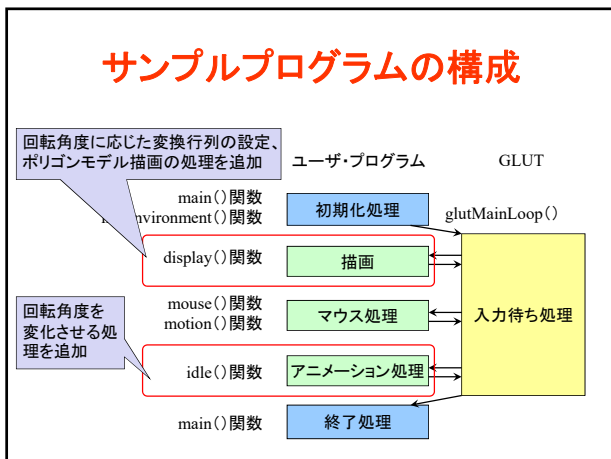 サンプルプログラムの構成
回転角度に応じた変換行列の設定、
ポリゴンモデル描画の処理を追加
ユーザ・プログラム
GLUT
main()関数
nvironment()関数
初期化処理
glutMainLoop()
display()関数
描画
回転角度を
変化させる処
理を追加
mouse()関数
motion()関数
マウス処理
入力待ち処理
idle()関数
アニメーション処理
main()関数
終了処理